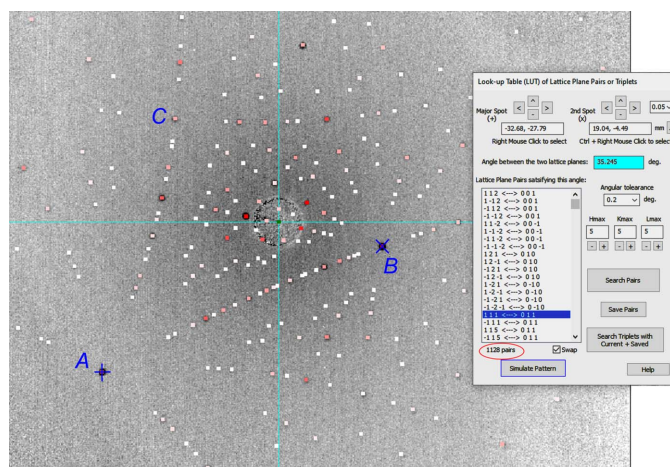 C
B
A
Look-up Table (LUT) of Lattice Plane Pairs or Triplets
Major Spot
(+)
< ^ >
-
2nd Spot
(x)
< ^ >
-
0.05
-32.68, -27.79
19.04, -4.49
mm
Right Mouse Click to select
Ctrl + Right Mouse Click to selec
Angle between the two lattice planes:
35.245
deg.
Lattice Plane Pairs satsifying this angle:
1 1 2 <---> 0 0 1
1 -1 2 <---> 0 0 1
-1 1 2 <---> 0 0 1
-1 -1 2 <---> 0 0 1
1 1 -2 <---> 0 0 -1
1 -1 -2 <---> 0 0 -1
-1 1 -2 <---> 0 0 -1
-1 -1 -2 <---> 0 0 -1
1 2 1 <---> 0 1 0
1 2 -1 <---> 0 1 0
-1 2 1 <---> 0 1 0
-1 2 -1 <---> 0 1 0
1 -2 1 <---> 0 -1 0
1 -2 -1 <---> 0 -1 0
-1 -2 1 <---> 0 -1 0
-1 -2 -1 <---> 0 -1 0
1 1 1 <---> 0 1 1
-1 1 1 <---> 0 1 1
1 1 5 <---> 0 1 1
-1 1 5 <---> 0 1 1
Angular tolearance
0.2
deg.
Hmax
Kmax
Lmax
5
5
5
- +
- +
- +
Search Pairs
Save Pairs
Search Triplets with
Current + Saved
1128 pairs
Swap
Simulate Pattern
Help